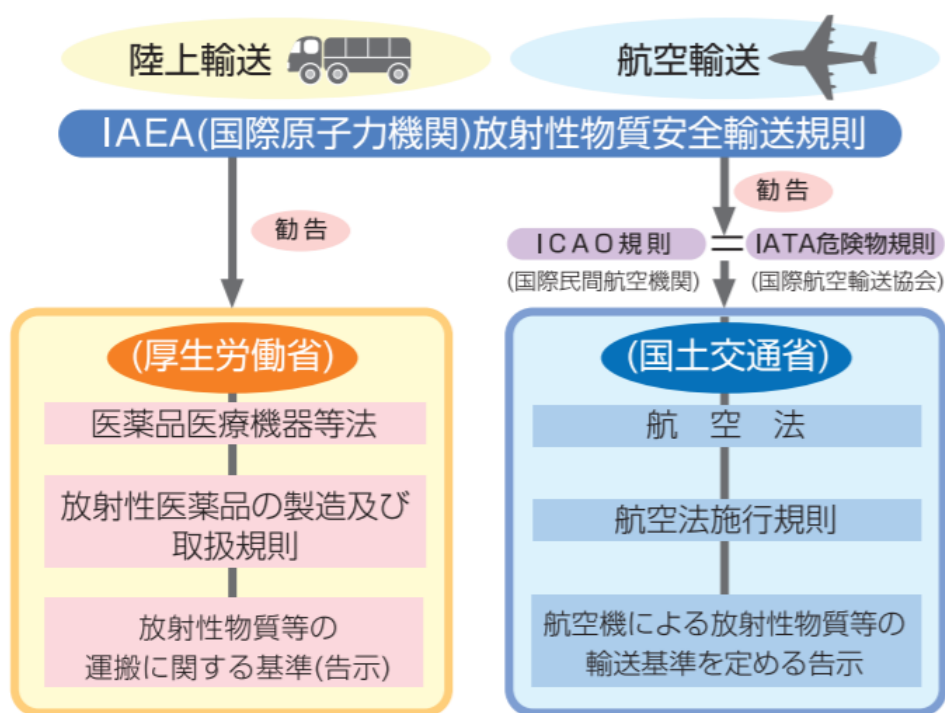 陸上輸送
航空輸送
IAEA(国際原子力機関)放射性物質安全輸送規則
勧告
勧告
ICAO規則 = IATA危険物規則
(国際民間航空機関) (国際航空輸送協会)
(厚生労働省)
医薬品医療機器等法
放射性医薬品の製造及び
取扱規則
放射性物質等の
運搬に関する基準(告示)
(国土交通省)
航空法
航空法施行規則
航空機による放射性物質等の
輸送基準を定める告示